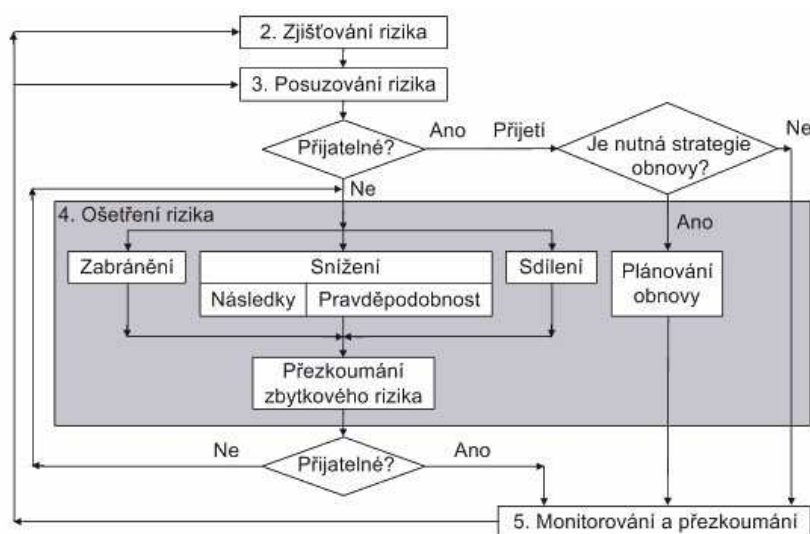 2. Zjišťování rizika
3. Posuzování rizika
Přijatelné?
Ano
Přijetí
Je nutná strategie
obnovy?
Ne
Ne
4. Ošetření rizika
Ano
Zabránění
Snížení
Následky
Pravděpodobnost
Sdílení
Plánování
obnovy
Přezkoumání
zbytkového rizika
Ne
Přijatelné?
Ano
5. Monitorování a přezkoumání